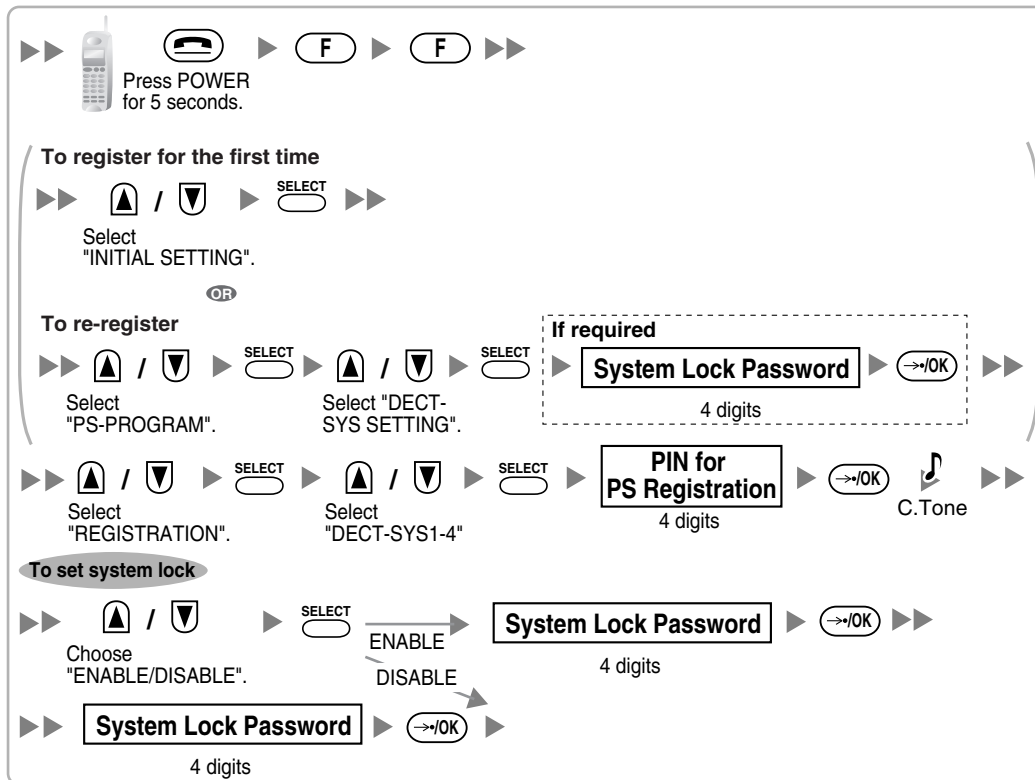 F F
Press POWER
for 5 seconds.
To register for the first time
/ SELECT
Select
"INITIAL SETTING".
OR
To re-register
If required
/ SELECT / SELECT System Lock Password /OK
Select
"PS-PROGRAM".
Select "DECT-
SYS SETTING".
4 digits
/ SELECT / SELECT PIN for
PS Registration /OK
Select
"REGISTRATION".
Select
"DECT-SYS1-4"
4 digits
C.Tone
To set system lock
/ SELECT ENABLE System Lock Password /OK
Choose
"ENABLE/DISABLE".
DISABLE
4 digits
System Lock Password /OK
4 digits